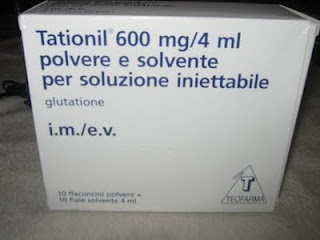 Tationil® 600 mg/4 ml
polvere e solvente
per soluzione iniettabile
glutatione
i.m./e.v.
10 flaconcini polvere +
10 fiale solvente 4 ml
TEOFARMA